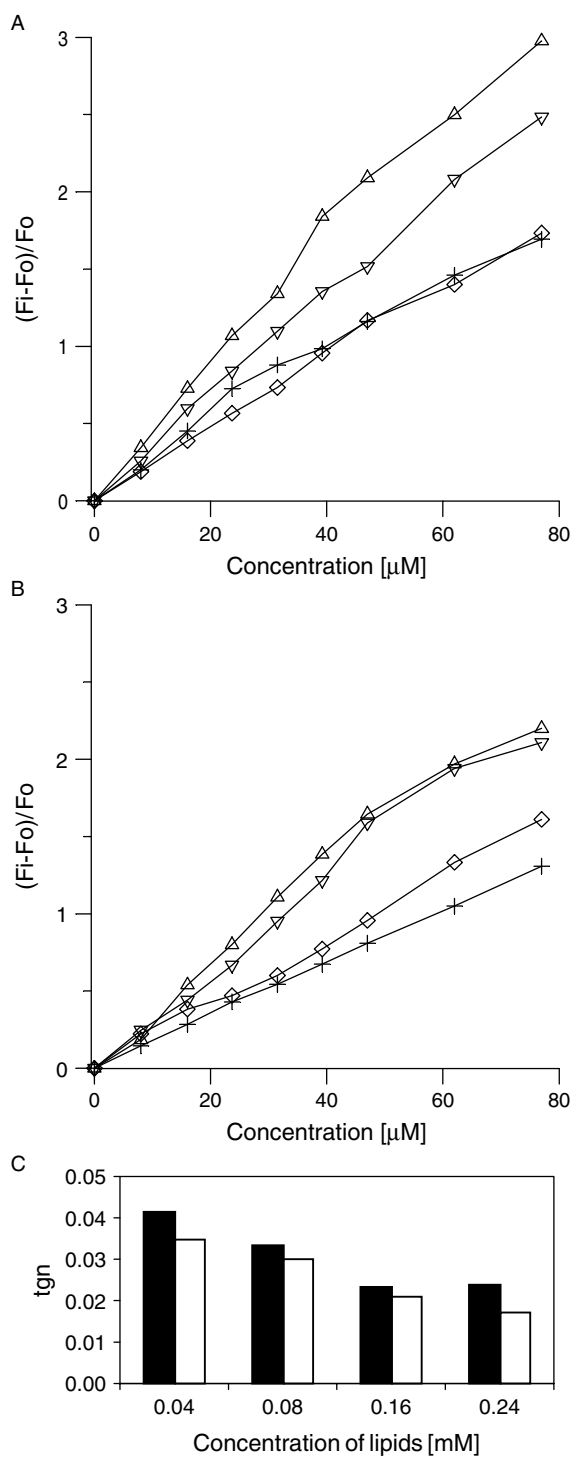 A
3
2
1
0
(Fi-Fo)/Fo
0 20 40 60 80
Concentration [μM]
B
3
2
1
0
(Fi-Fo)/Fo
0 20 40 60 80
Concentration [μM]
C
0.05
0.04
0.03
0.02
0.01
0.00
tgn
0.04 0.08 0.16 0.24
Concentration of lipids [mM]